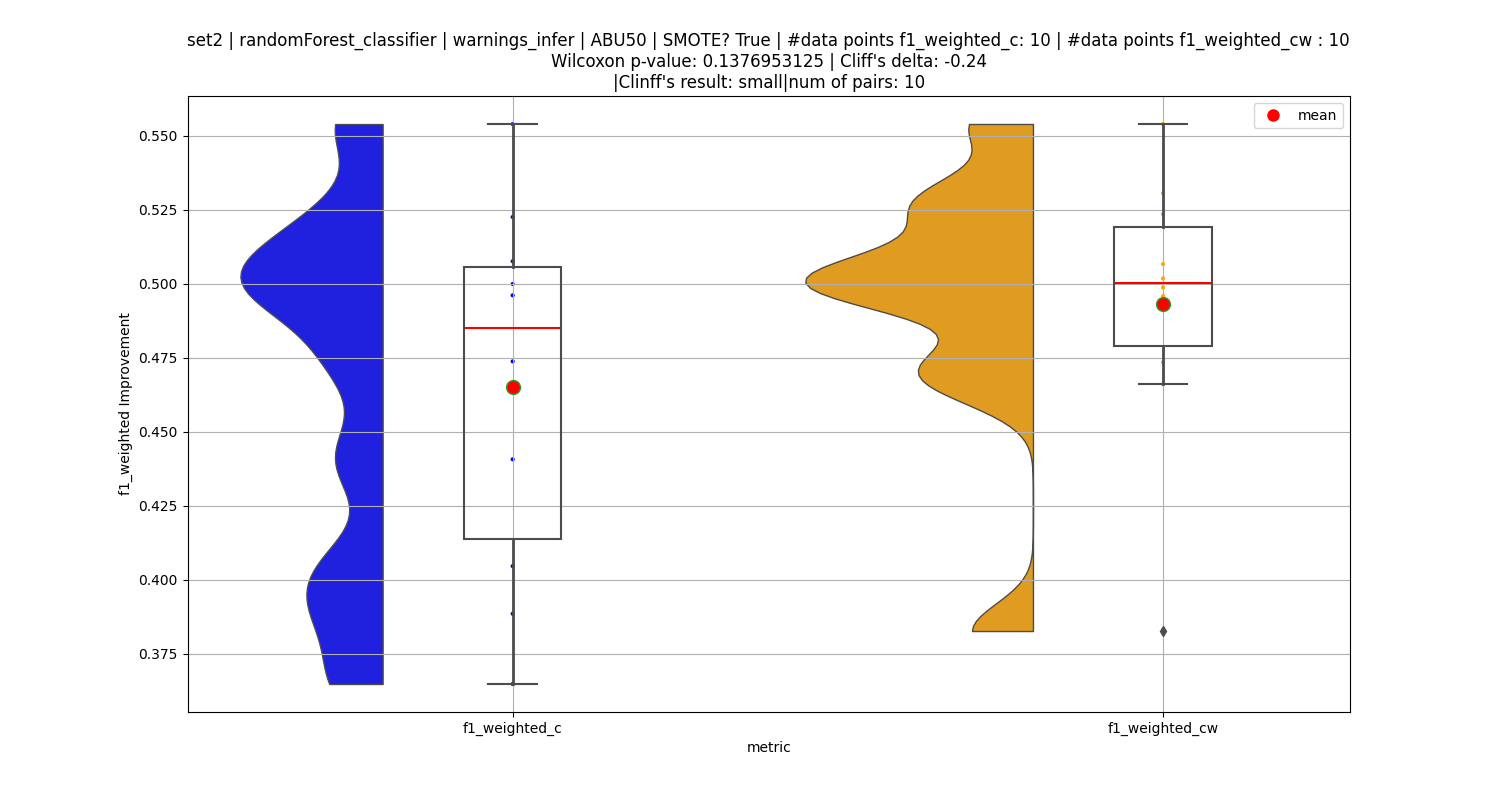 set2 | randomForest_classifier | warnings_infer | ABU50 | SMOTE? True | #data points f1_weighted_c: 10 | #data points f1_weighted_cw : 10
Wilcoxon p-value: 0.1376953125 | Cliff's delta: -0.24
|Clinff's result: small|num of pairs: 10
mean
0.550
0.525
0.500
0.475
0.450
0.425
0.400
0.375
f1_weighted Improvement
f1_weighted_c
f1_weighted_cw
metric